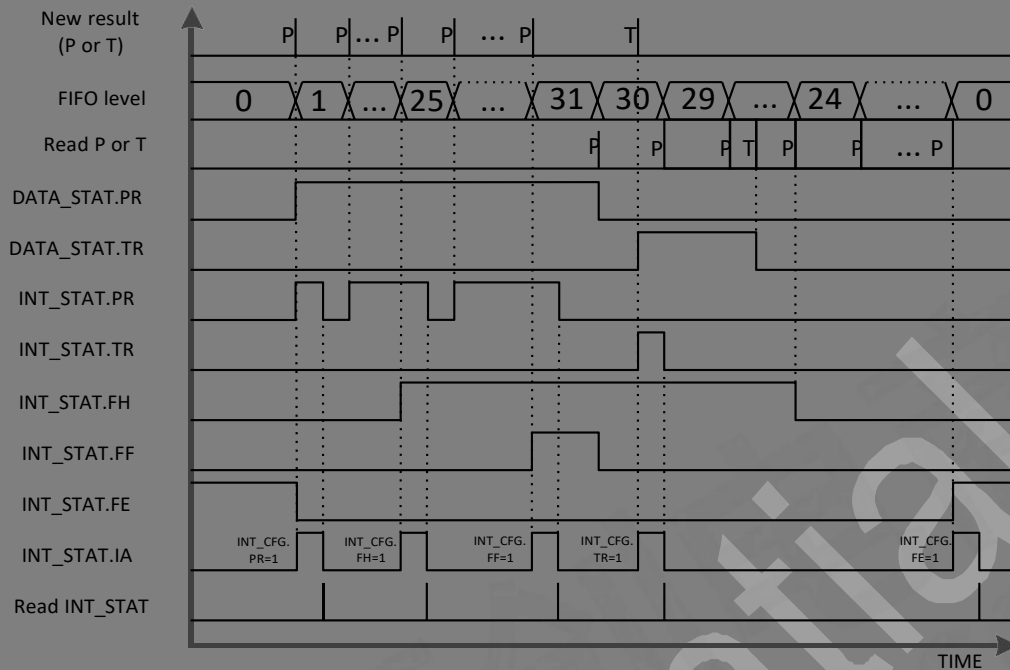 New result
(P or T)
P P ... P P ... P T
FIFO level 0 1 ... 25 ... 31 30 29 ... 24 ... 0
Read P or T P P P T P P ... P
DATA_STAT.PR
DATA_STAT.TR
INT_STAT.PR
INT_STAT.TR
INT_STAT.FH
INT_STAT.FF
INT_STAT.FE
INT_CFG. INT_CFG. INT_CFG. INT_CFG. INT_CFG.
INT_STAT.IA PR=1 FH=1 FF=1 TR=1 FE=1
Read INT_STAT
TIME